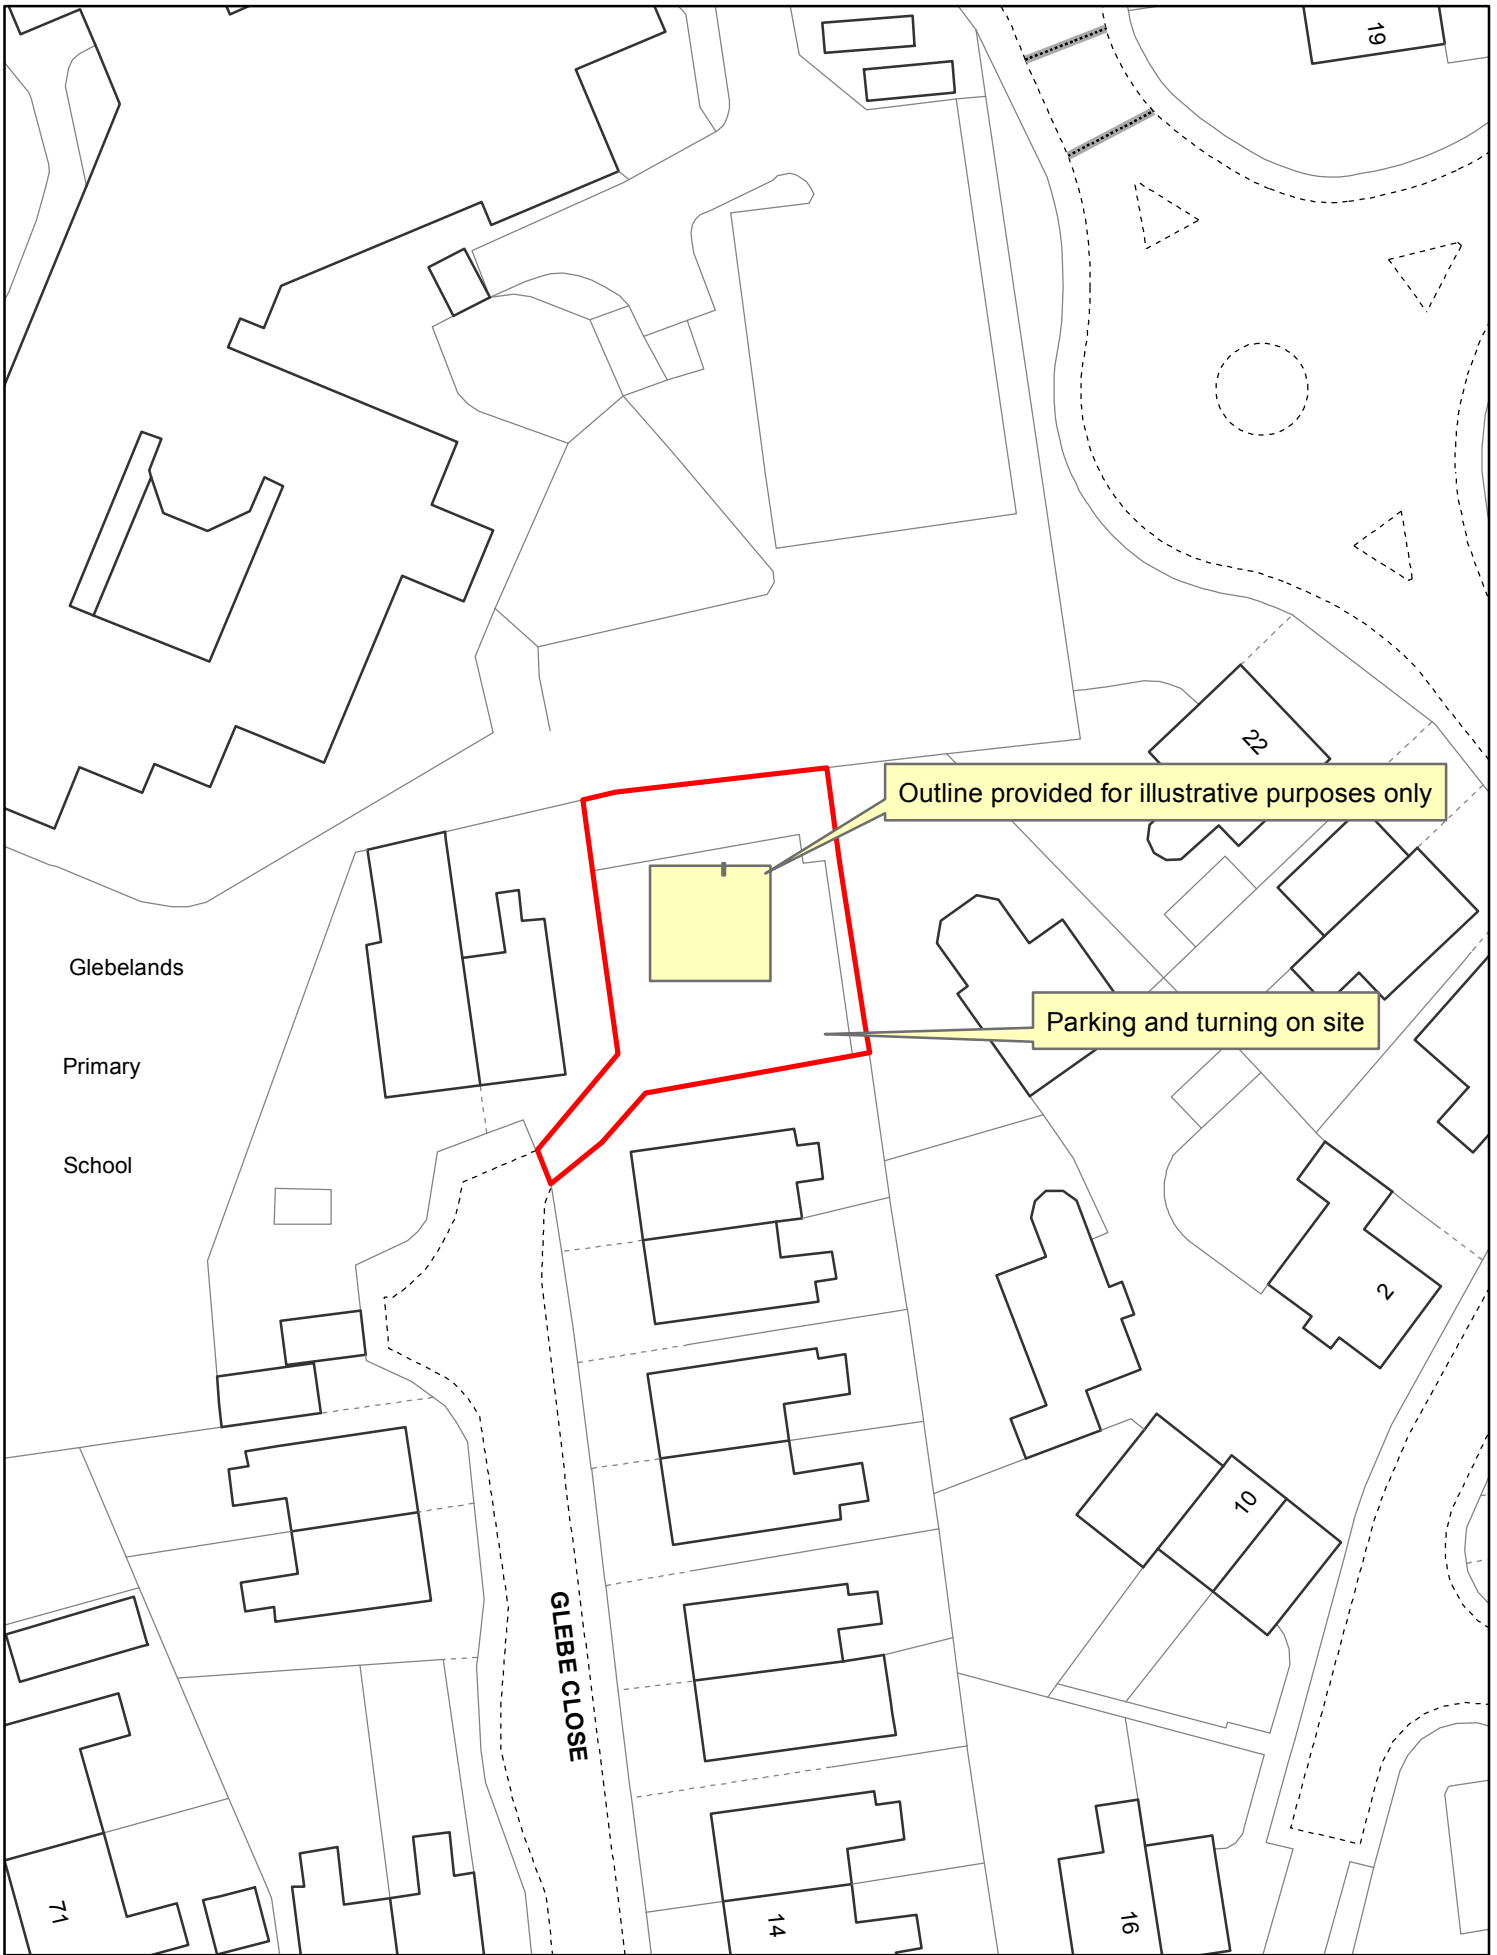 19
22
Outline provided for illustrative purposes only
Glebelands
Parking and turning on site
Primary
School
2
10
GLEBE CLOSE
71
14
16